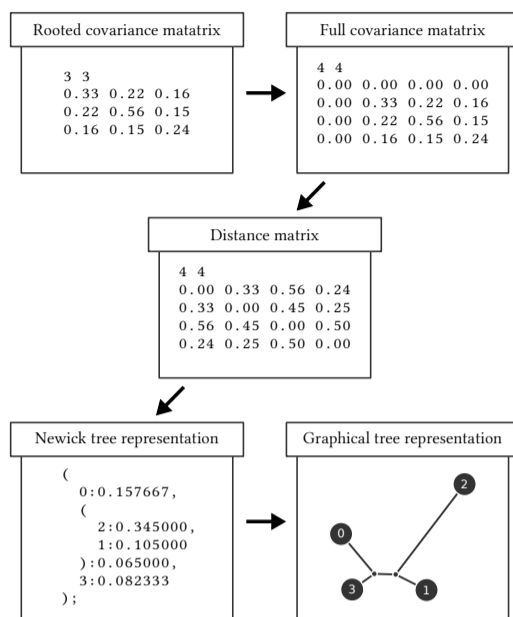 Rooted covariance matatrix
3 3
0.33 0.22 0.16
0.22 0.56 0.15
0.16 0.15 0.24
Full covariance matatrix
4 4
0.00 0.00 0.00 0.00
0.00 0.33 0.22 0.16
0.00 0.22 0.56 0.15
0.00 0.16 0.15 0.24
Distance matrix
4 4
0.00 0.33 0.56 0.24
0.33 0.00 0.45 0.25
0.56 0.45 0.00 0.50
0.24 0.25 0.50 0.00
Newick tree representation
(
0:0.157667,
(
2:0.345000,
1:0.105000
):0.065000,
3:0.082333
);
Graphical tree representation
2
0
3
1